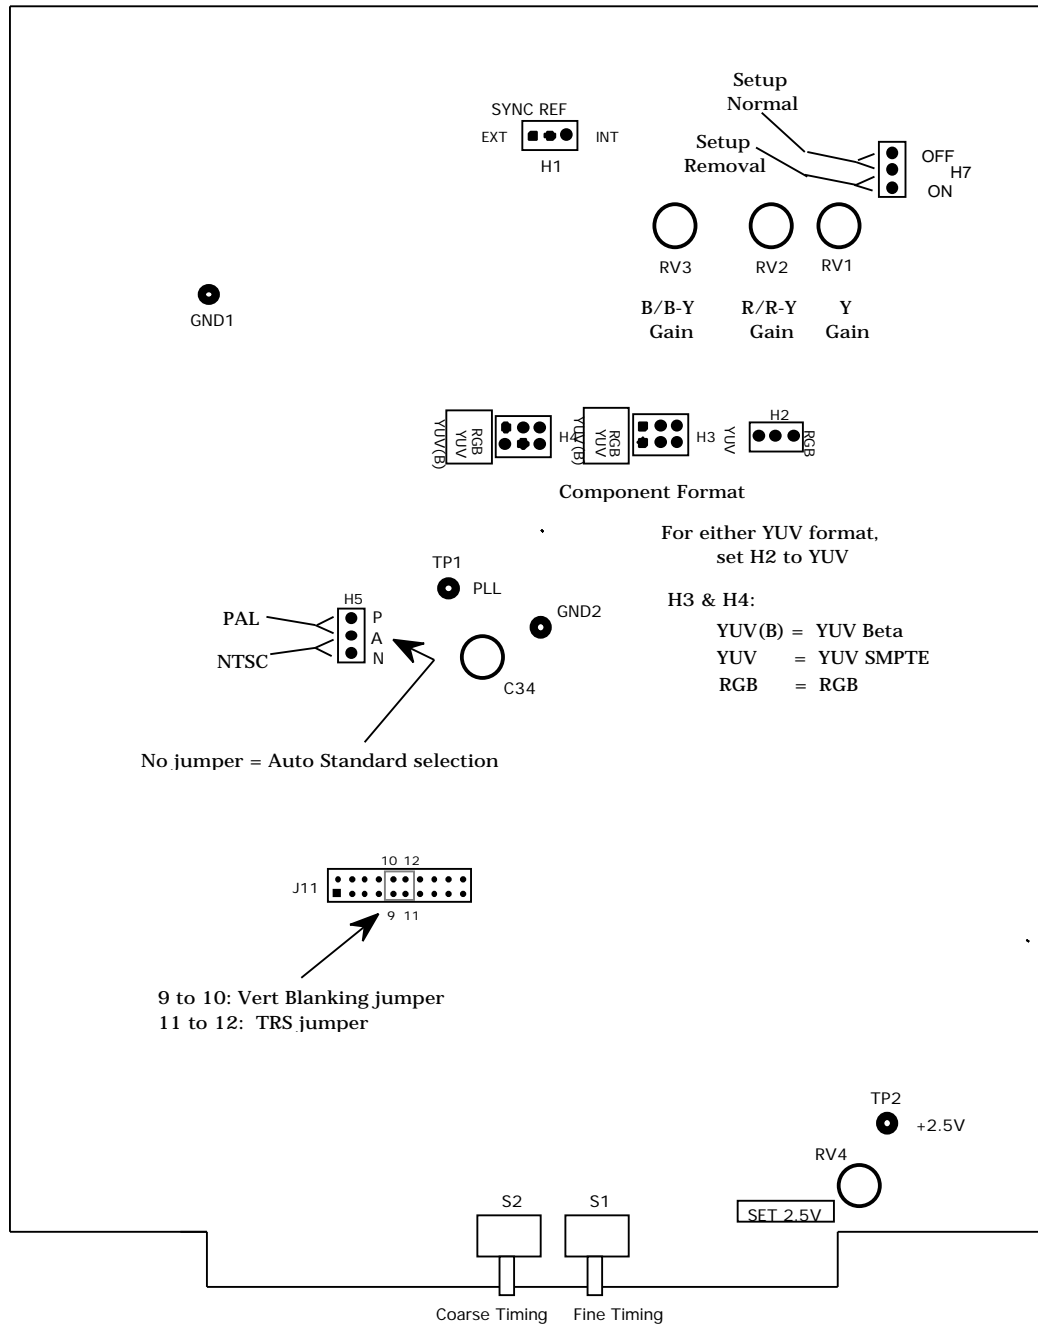 Setup
Normal
SYNC REF
EXT
INT
H1
Setup
Removal
OFF
H7
ON
RV3
RV2
RV1
B/B-Y
Gain
R/R-Y
Gain
Y
Gain
GND1
YUV(B)
YUV
RGB
H4
YUV(B)
YUV
RGB
H3
YUV
H2
RGB
Component Format
For either YUV format,
set H2 to YUV
TP1
PLL
H5
P
A
N
PAL
NTSC
GND2
C34
H3 & H4:
YUV(B) = YUV Beta
YUV = YUV SMPTE
RGB = RGB
No jumper = Auto Standard selection
10 12
J11
9 11
9 to 10: Vert Blanking jumper
11 to 12: TRS jumper
TP2
+2.5V
RV4
SET 2.5V
S2
S1
Coarse Timing
Fine Timing